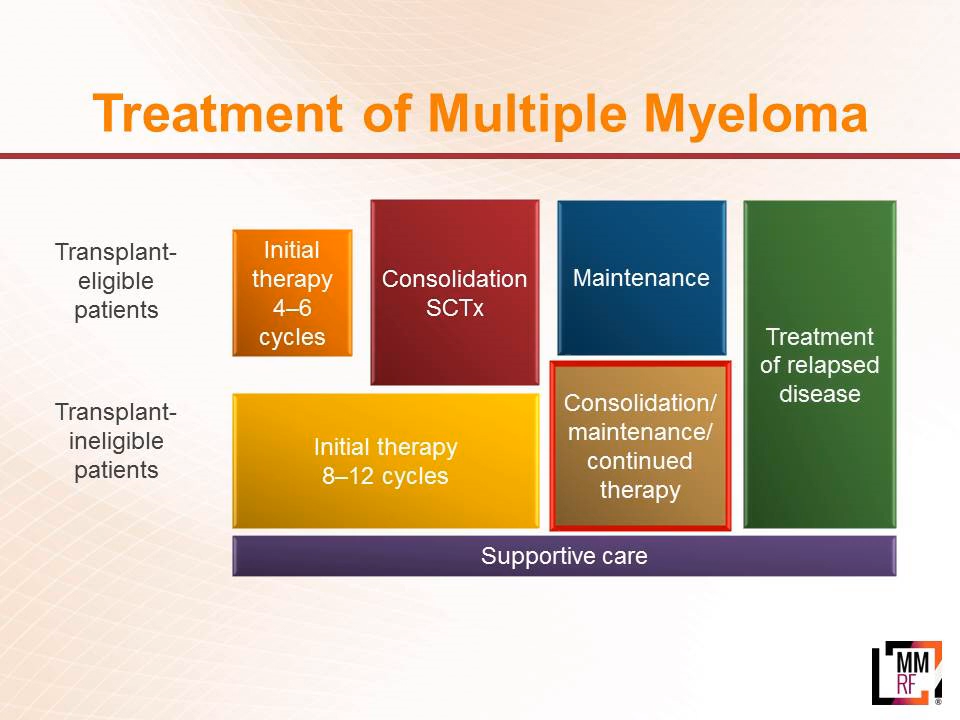 Treatment of Multiple Myeloma
Transplant-
eligible
patients
Initial
therapy
4–6
cycles
Consolidation
SCTx
Maintenance
Treatment
of relapsed
disease
Transplant-
ineligible
patients
Initial therapy
8–12 cycles
Consolidation/
maintenance/
continued
therapy
Supportive care
MM
RF
®